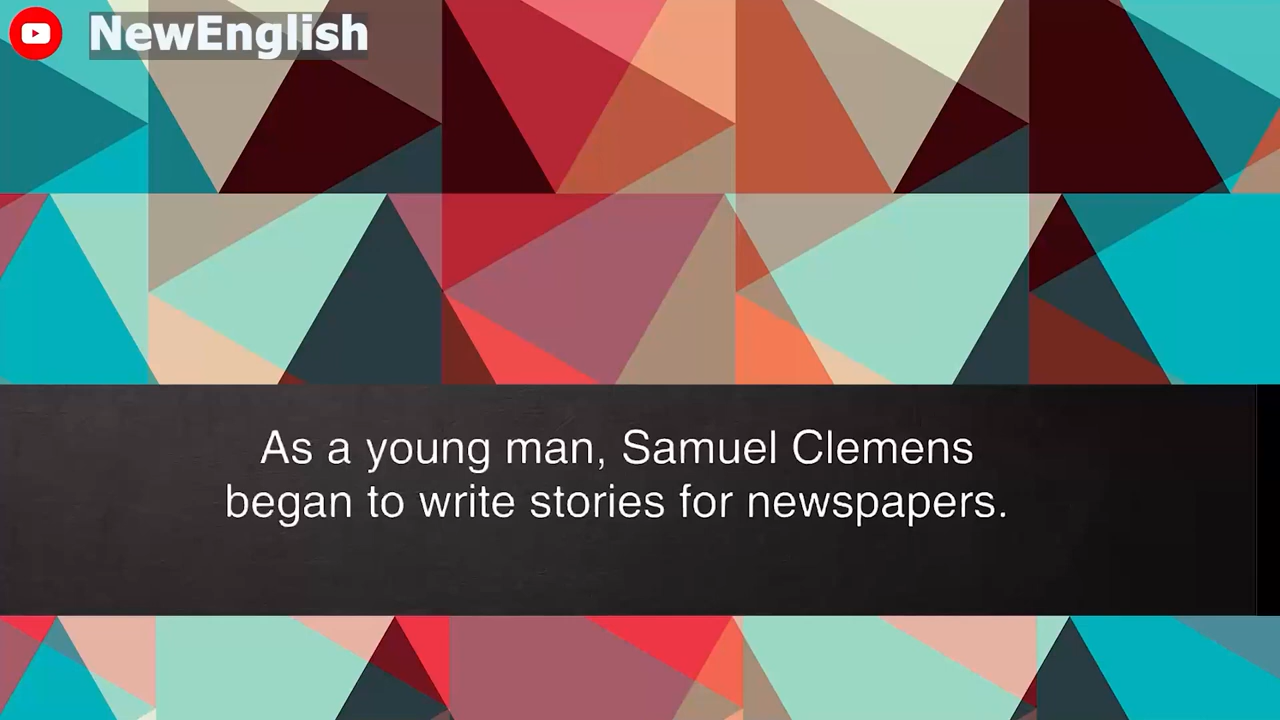 NewEnglish
As a young man, Samuel Clemens
began to write stories for newspapers.